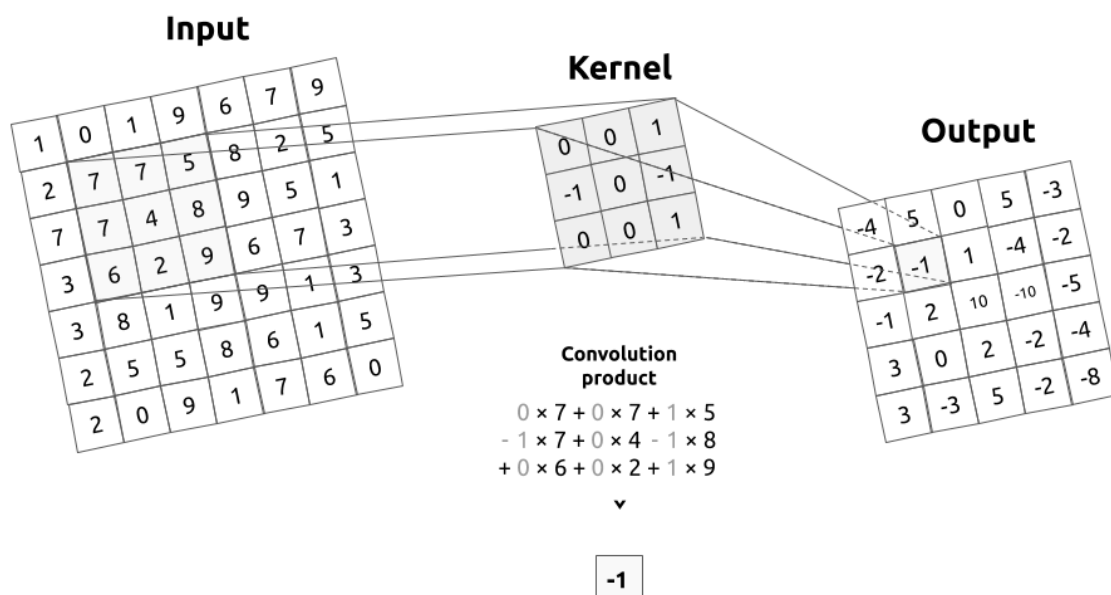 Input
Kernel
Output
1 0 1 9 6 7 9
2 7 7 5 8 2 5
7 7 4 8 9 5 1
3 6 2 9 6 7 3
3 8 1 9 9 1 3
2 5 5 8 6 1 5
2 0 9 1 7 6 0
0 0 1
-1 0 -1
0 0 1
-4 5 0 5 -3
-2 -1 1 -4 -2
-1 2 10 -10 -5
3 0 2 -2 -4
3 -3 5 -2 -8
Convolution
product
0 × 7 + 0 × 7 + 1 × 5
- 1 × 7 + 0 × 4 - 1 × 8
+ 0 × 6 + 0 × 2 + 1 × 9
-1